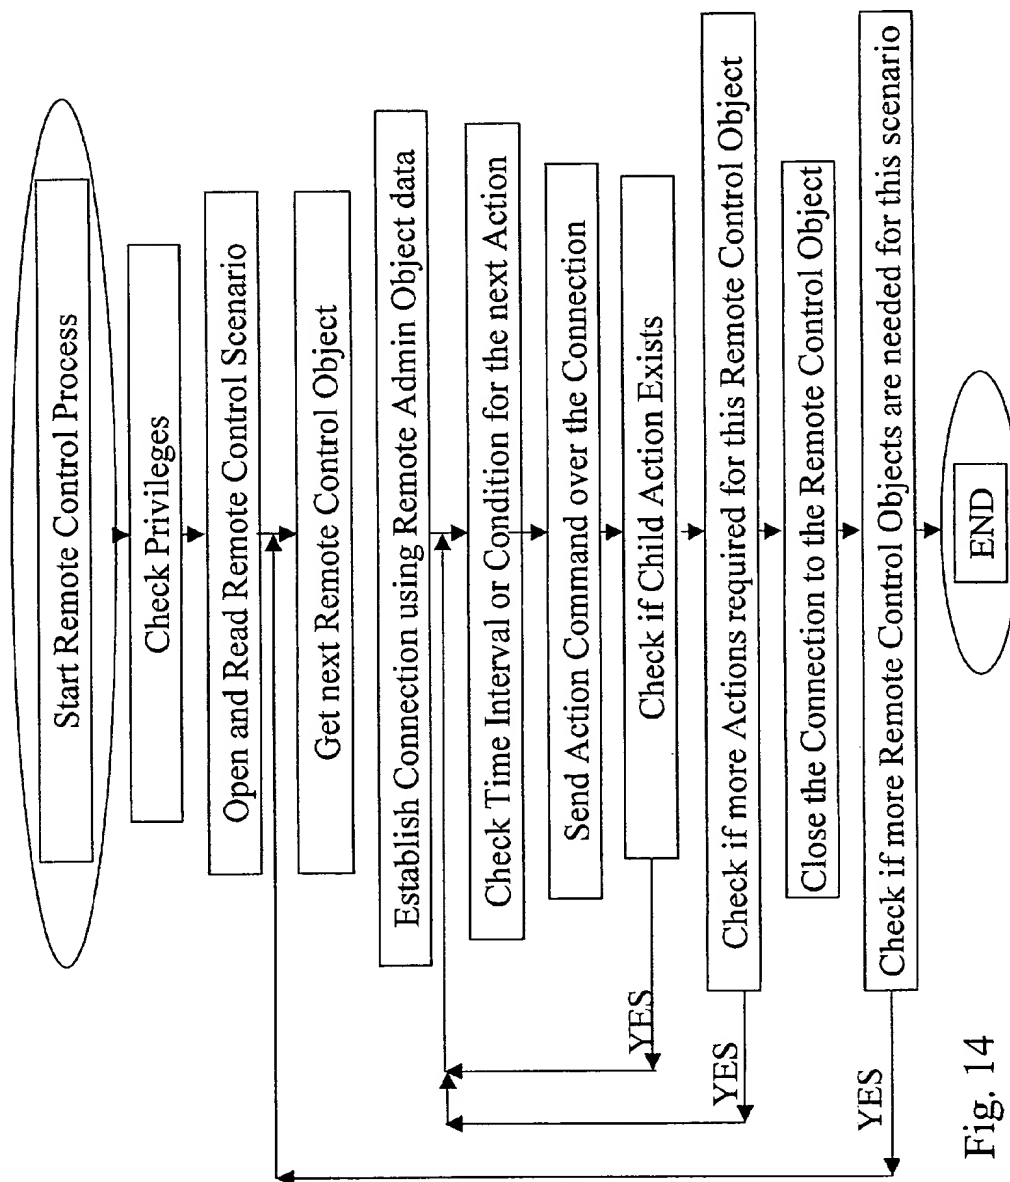 Start Remote Control Process
Check Privileges
Open and Read Remote Control Scenario
Get next Remote Control Object
Establish Connection using Remote Admin Object data
Check Time Interval or Condition for the next Action
Send Action Command over the Connection
Check if Child Action Exists
YES
Check if more Actions required for this Remote Control Object
YES
Close the Connection to the Remote Control Object
Check if more Remote Control Objects are needed for this scenario
YES
END
Fig. 14